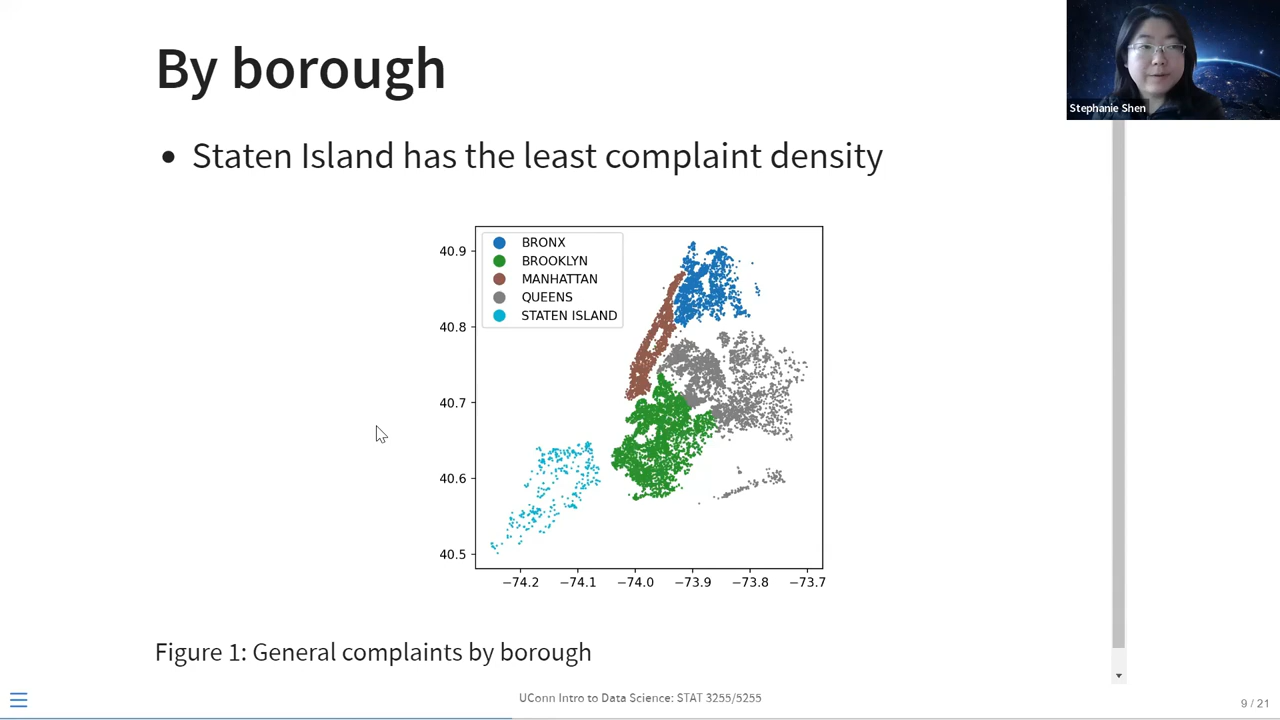 By borough
Stephanie Shen
• Staten Island has the least complaint density
BRONX
BROOKLYN
MANHATTAN
QUEENS
STATEN ISLAND
40.9
40.8
40.7
40.6
40.5
−74.2 −74.1 −74.0 −73.9 −73.8 −73.7
Figure 1: General complaints by borough
UConn Intro to Data Science: STAT 3255/5255
9 / 21